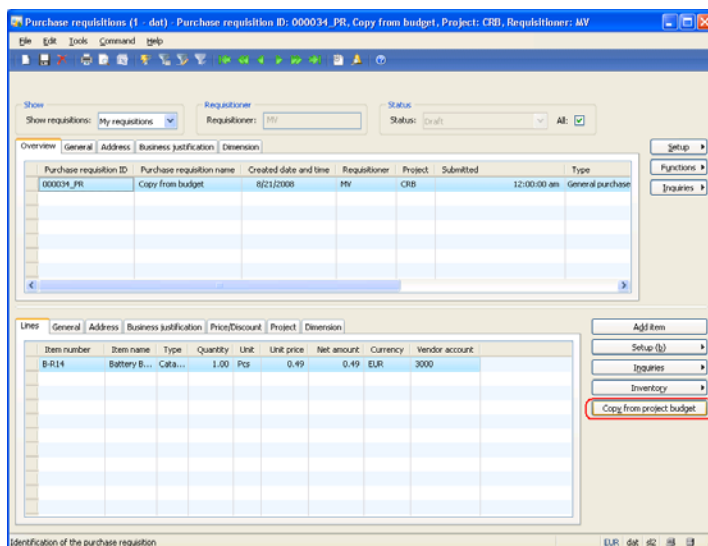 Purchase requisitions (1 - dat) - Purchase requisition ID: 000034_PR, Copy from budget, Project: CRB, Requisitioner: MV
File Edit Tools Command Help
Show Requisitioner Status
Show requisitions: My requisitions Requisitioner: MV Status: Draft All:
Overview General Address Business justification Dimension
Setup
Functions
Inquiries
Purchase requisition ID Purchase requisition name Created date and time Requisitioner Project Submitted Type
000034_PR Copy from budget 8/21/2008 MV CRB 12:00:00 am General purchase
Lines General Address Business justification Price/Discount Project Dimension
Add item
Setup (b)
Inquiries
Inventory
Copy from project budget
Item number Item name Type Quantity Unit Unit price Net amount Currency Vendor account
B-R14 Battery B... Cata... 1.00 Pcs 0.49 0.49 EUR 3000
Identification of the purchase requisition EUR dat sl2